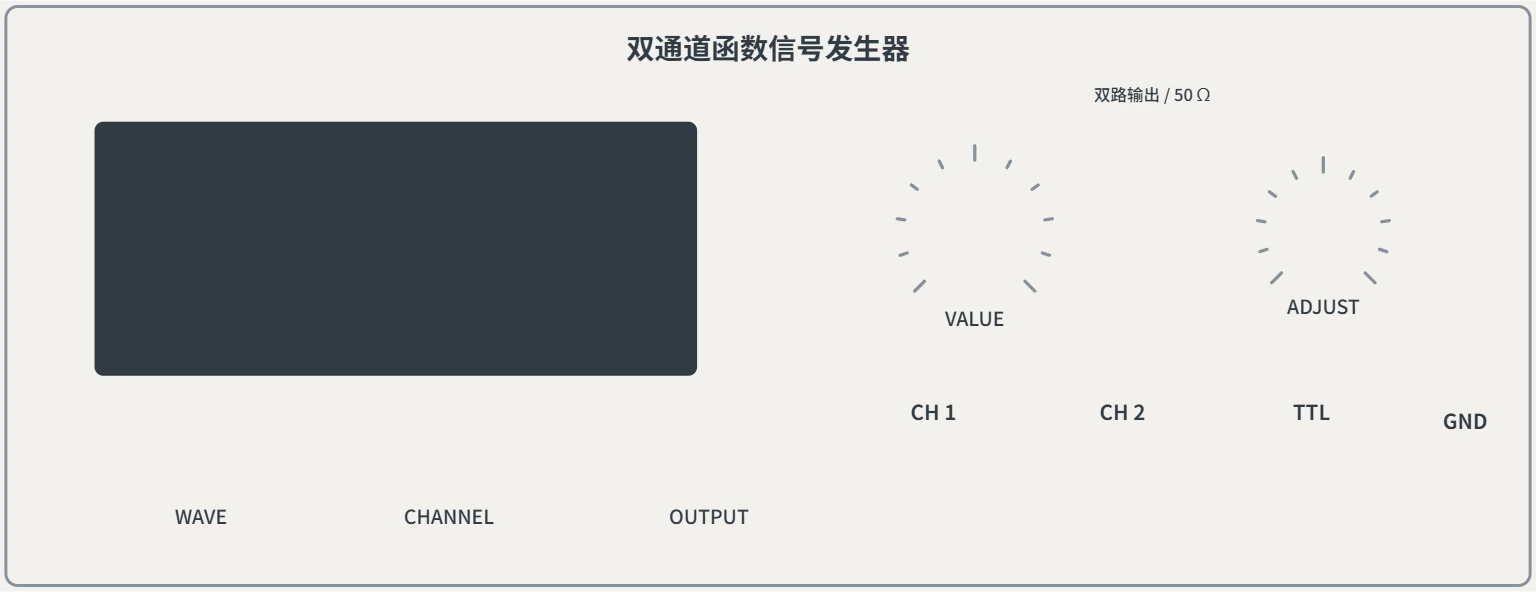 双通道函数信号发生器
双路输出 / 50 Ω
VALUE
ADJUST
CH 1
CH 2
TTL
GND
WAVE
CHANNEL
OUTPUT